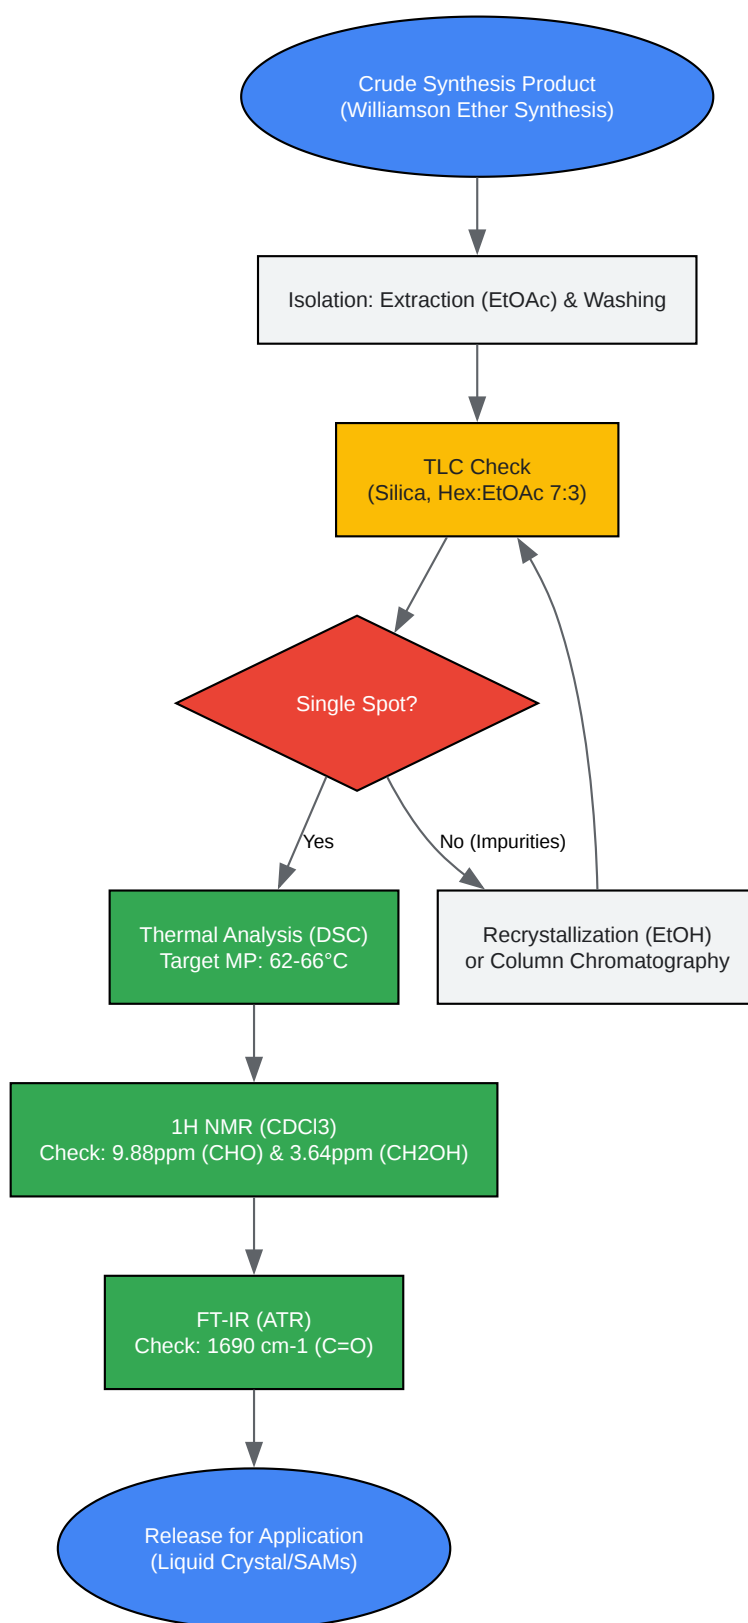 Crude Synthesis Product
(Williamson Ether Synthesis)
Isolation: Extraction (EtOAc) & Washing
TLC Check
(Silica, Hex:EtOAc 7:3)
Single Spot?
Yes
No (Impurities)
Thermal Analysis (DSC)
Target MP: 62-66°C
Recrystallization (EtOH)
or Column Chromatography
1H NMR (CDCl3)
Check: 9.88ppm (CHO) & 3.64ppm (CH2OH)
FT-IR (ATR)
Check: 1690 cm-1 (C=O)
Release for Application
(Liquid Crystal/SAMs)